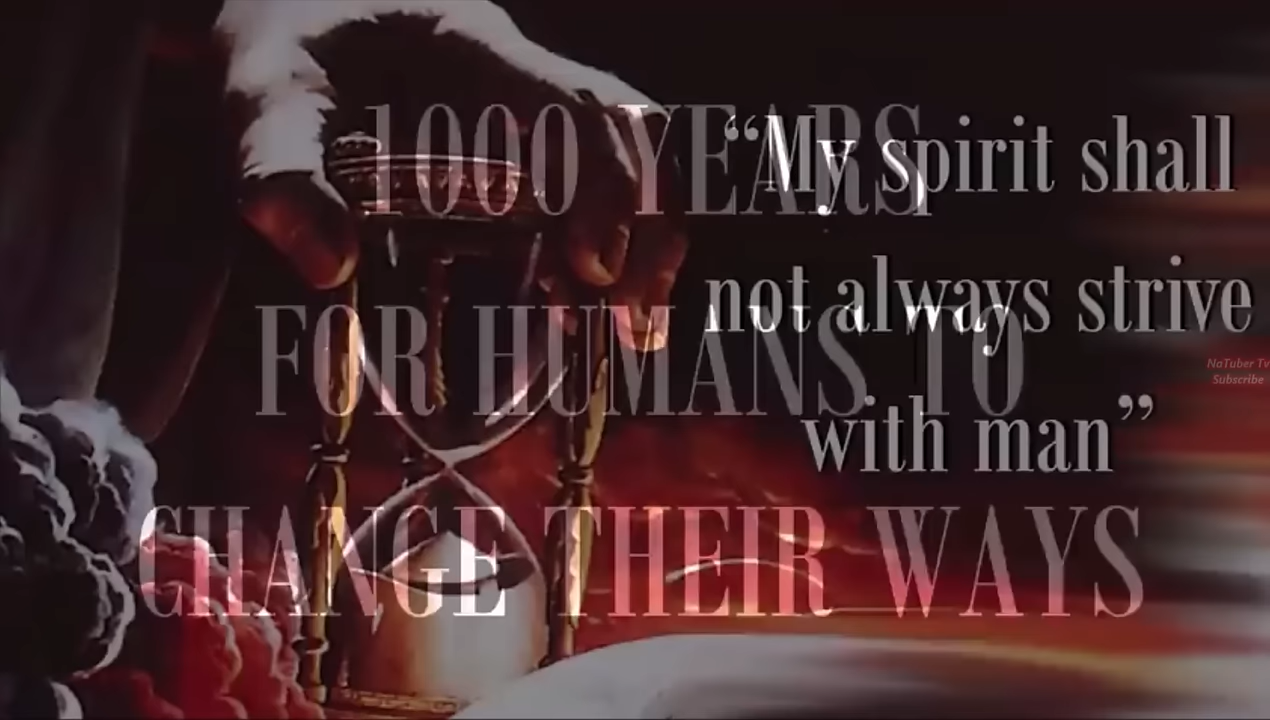 1000 YEARS
FOR HUMANS TO
CHANGE THEIR WAYS
“My spirit shall
not always strive
with man”
NaTuber Tv
Subscribe